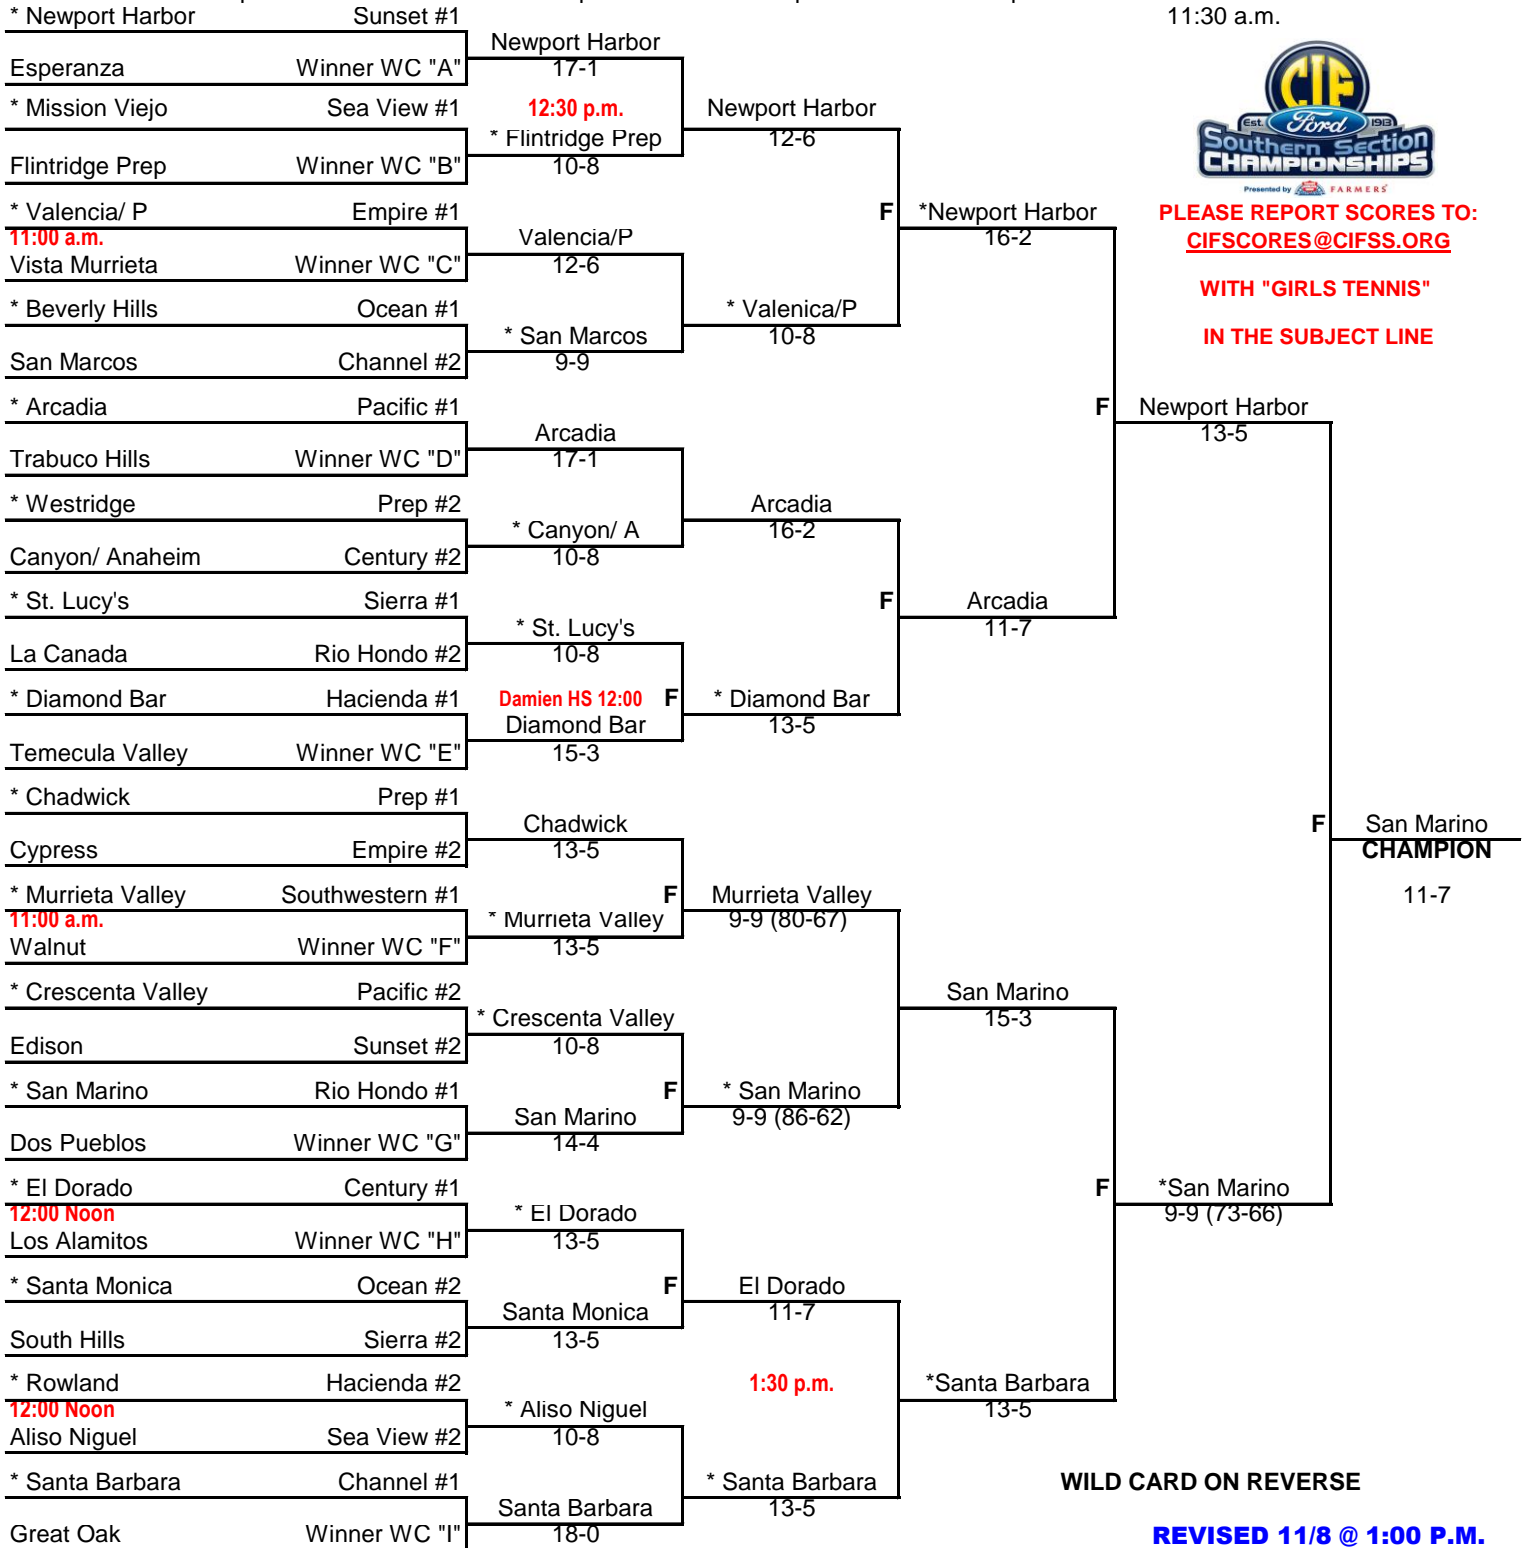 * Newport Harbor Sunset #1
Esperanza Winner WC "A"
* Mission Viejo Sea View #1
Flintridge Prep Winner WC "B"
* Valencia/ P Empire #1
11:00 a.m.
Vista Murrieta Winner WC "C"
* Beverly Hills Ocean #1
San Marcos Channel #2
* Arcadia Pacific #1
Trabuco Hills Winner WC "D"
* Westridge Prep #2
Canyon/ Anaheim Century #2
* St. Lucy's Sierra #1
La Canada Rio Hondo #2
* Diamond Bar Hacienda #1
Temecula Valley Winner WC "E"
* Chadwick Prep #1
Cypress Empire #2
* Murrieta Valley Southwestern #1
11:00 a.m.
Walnut Winner WC "F"
* Crescenta Valley Pacific #2
Edison Sunset #2
* San Marino Rio Hondo #1
Dos Pueblos Winner WC "G"
* El Dorado Century #1
12:00 Noon
Los Alamitos Winner WC "H"
* Santa Monica Ocean #2
South Hills Sierra #2
* Rowland Hacienda #2
12:00 Noon
Aliso Niguel Sea View #2
* Santa Barbara Channel #1
Great Oak Winner WC "I"
Newport Harbor
17-1
12:30 p.m.
* Flintridge Prep
10-8
Valencia/P
12-6
* San Marcos
9-9
Arcadia
17-1
* Canyon/ A
10-8
* St. Lucy's
10-8
Damien HS 12:00 F
Diamond Bar
15-3
Chadwick
13-5
F
* Murrieta Valley
13-5
* Crescenta Valley
10-8
F
San Marino
14-4
* El Dorado
13-5
F
Santa Monica
13-5
* Aliso Niguel
10-8
Santa Barbara
18-0
Newport Harbor
12-6
F
* Valenica/P
10-8
Arcadia
16-2
F
* Diamond Bar
13-5
Murrieta Valley
9-9 (80-67)
* San Marino
9-9 (86-62)
El Dorado
11-7
1:30 p.m.
* Santa Barbara
13-5
*Newport Harbor
16-2
F
Arcadia
11-7
San Marino
15-3
F
*Santa Barbara
13-5
Newport Harbor
13-5
F
*San Marino
9-9 (73-66)
San Marino
CHAMPION
11-7
11:30 a.m.
CIF
Est. Ford 1913
Southern Section
CHAMPIONSHIPS
Presented by FARMERS
PLEASE REPORT SCORES TO:
CIFSCORES@CIFSS.ORG
WITH "GIRLS TENNIS"
IN THE SUBJECT LINE
WILD CARD ON REVERSE
REVISED 11/8 @ 1:00 P.M.